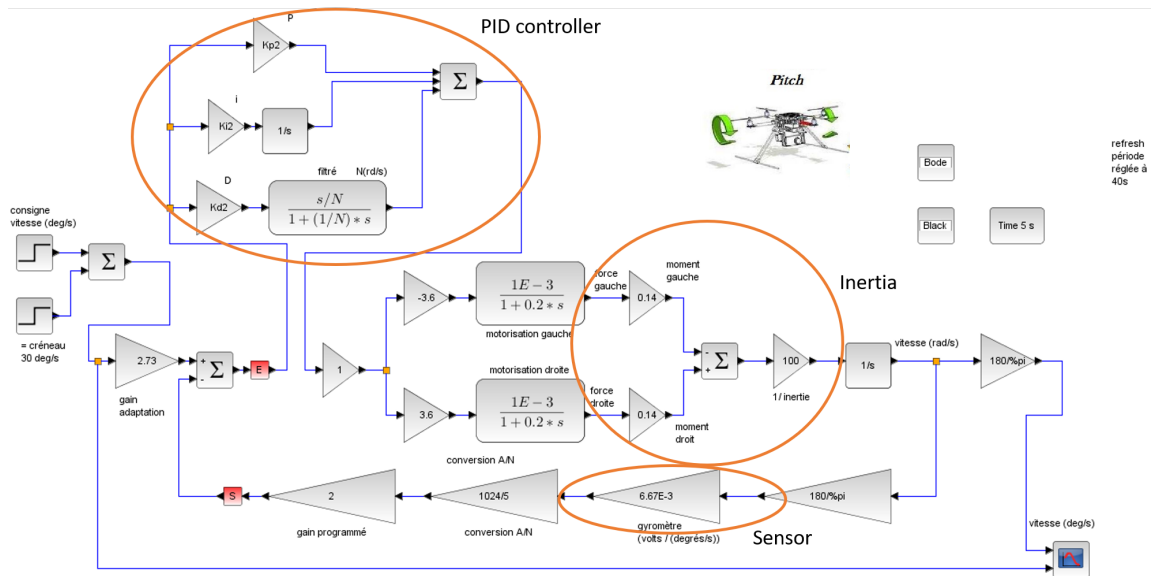 PID controller
P
Kp2
i
Ki2
1/s
Σ
D
filtré
N(rd/s)
Kd2
s/N
1 + (1/N) * s
Pitch
Bode
Black
Time 5 s
refresh
période
réglée à
40s
consigne
vitesse (deg/s)
Σ
= créneau
30 deg/s
2.73
gain
adaptation
+
-
Σ
E
1
-3.6
1E − 3
1 + 0.2 * s
motorisation gauche
force
gauche
0.14
moment
gauche
3.6
motorisation droite
1E − 3
1 + 0.2 * s
force
droite
0.14
moment
droit
-
+
Σ
Inertia
100
1/ inertie
1/s
vitesse (rad/s)
180/%pi
conversion A/N
S
2
gain programmé
1024/5
conversion A/N
6.67E-3
gyromètre
(volts / (degrés/s))
Sensor
180/%pi
vitesse (deg/s)